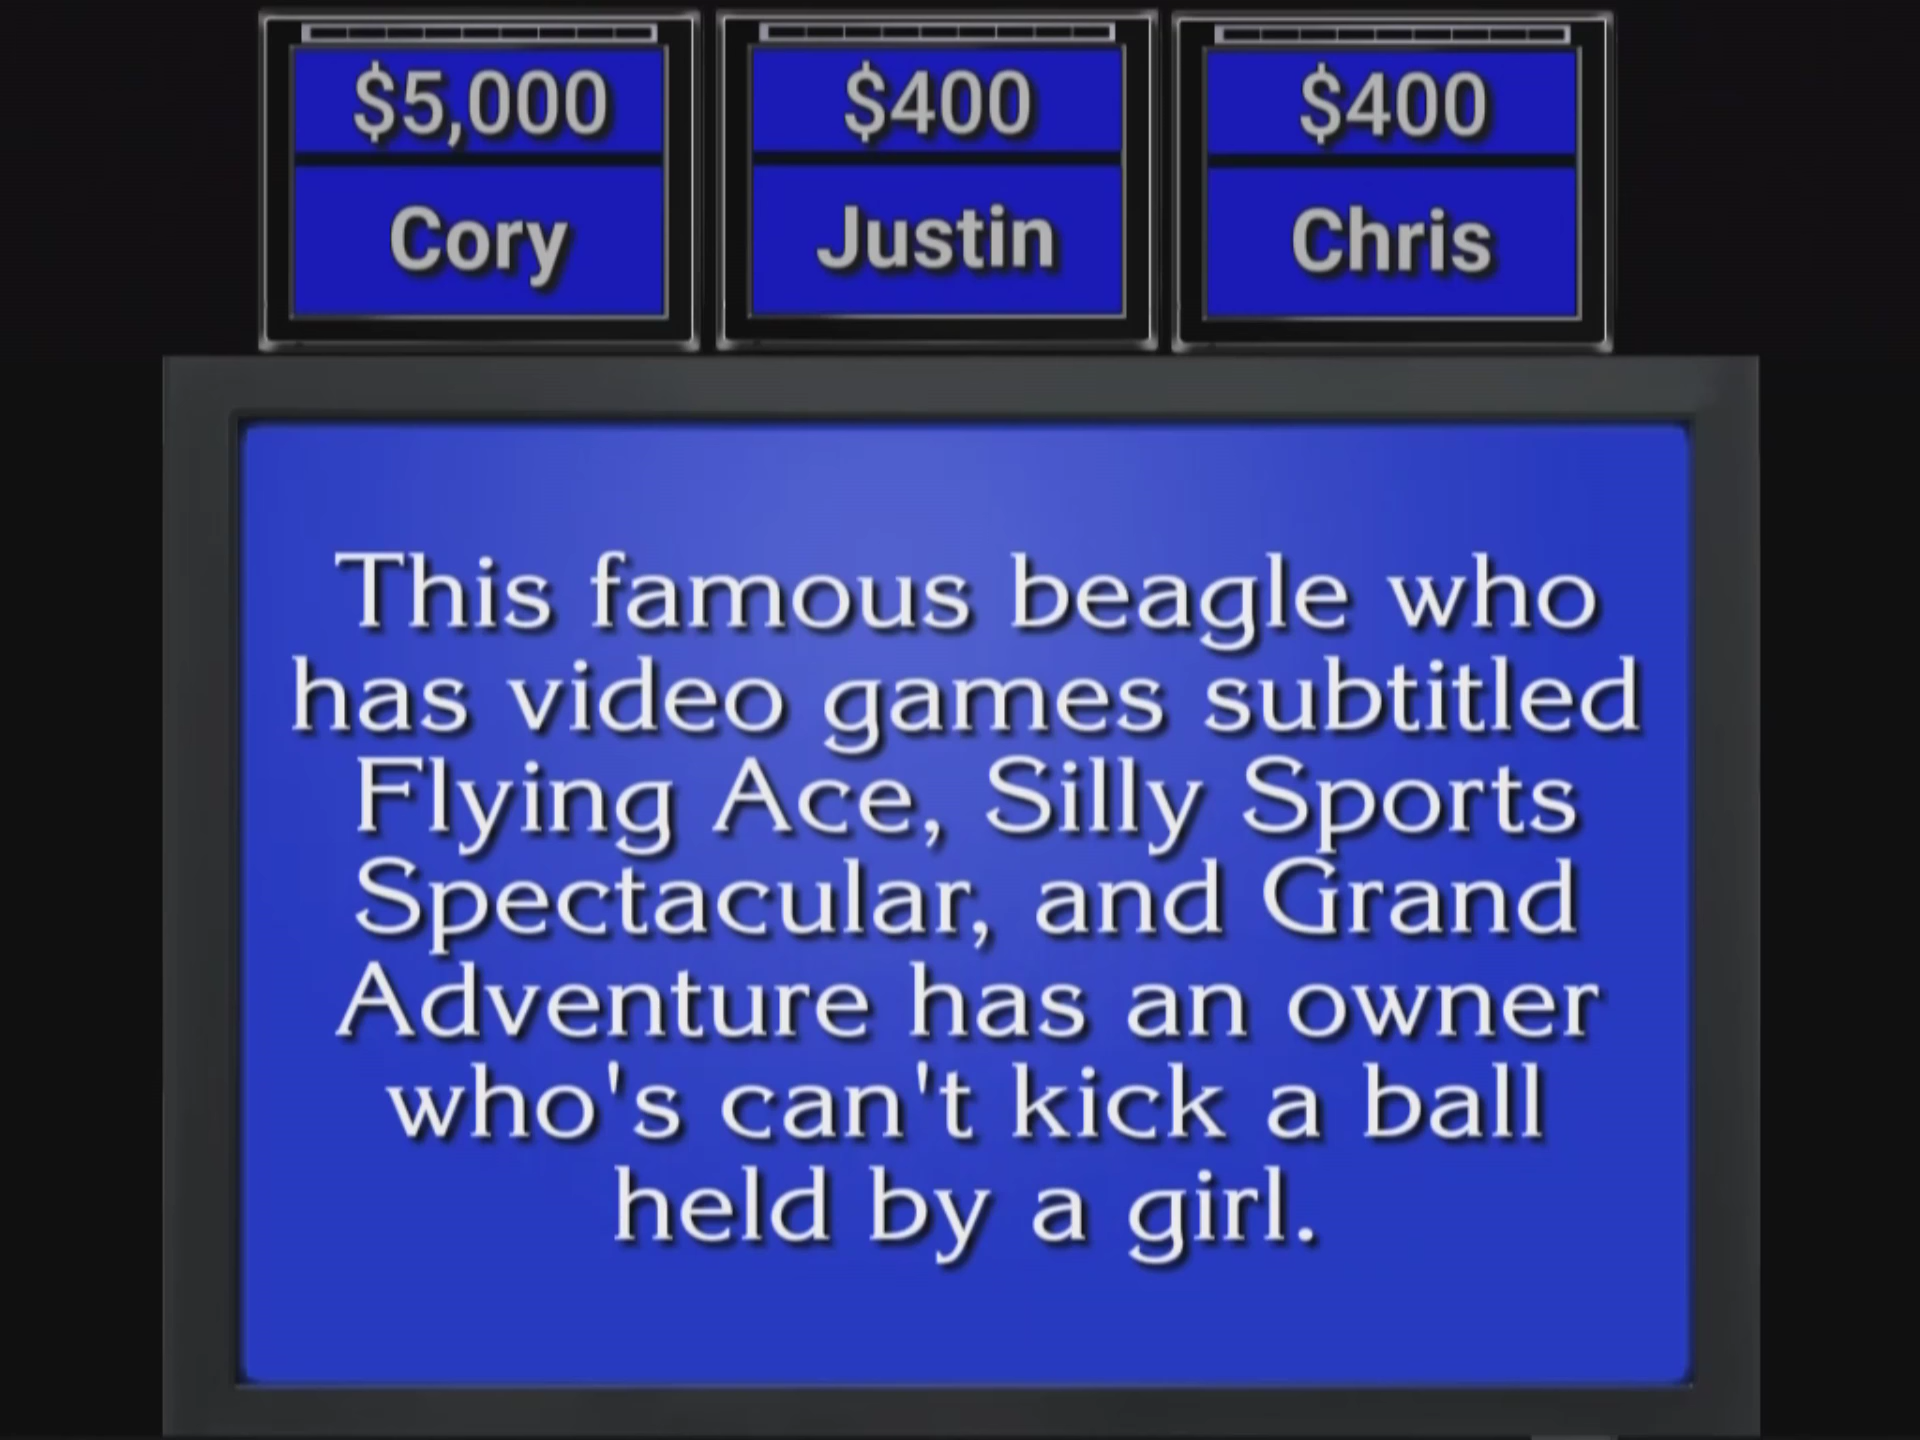 $5,000
$400
$400
Cory
Justin
Chris
This famous beagle who
has video games subtitled
Flying Ace, Silly Sports
Spectacular, and Grand
Adventure has an owner
who's can't kick a ball
held by a girl.